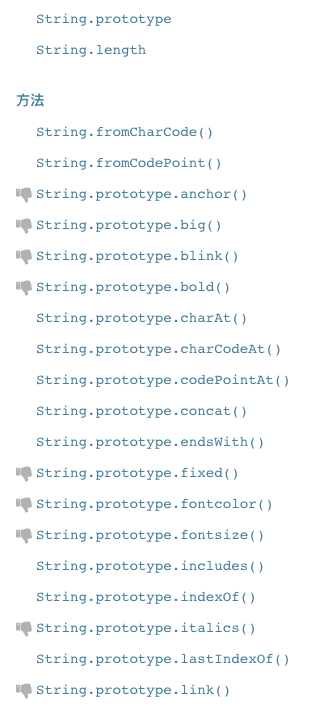 String.prototype
String.length
方法
String.fromCharCode()
String.fromCodePoint()
String.prototype.anchor()
String.prototype.big()
String.prototype.blink()
String.prototype.bold()
String.prototype.charAt()
String.prototype.charCodeAt()
String.prototype.codePointAt()
String.prototype.concat()
String.prototype.endsWith()
String.prototype.fixed()
String.prototype.fontcolor()
String.prototype.fontsize()
String.prototype.includes()
String.prototype.indexOf()
String.prototype.italics()
String.prototype.lastIndexOf()
String.prototype.link()